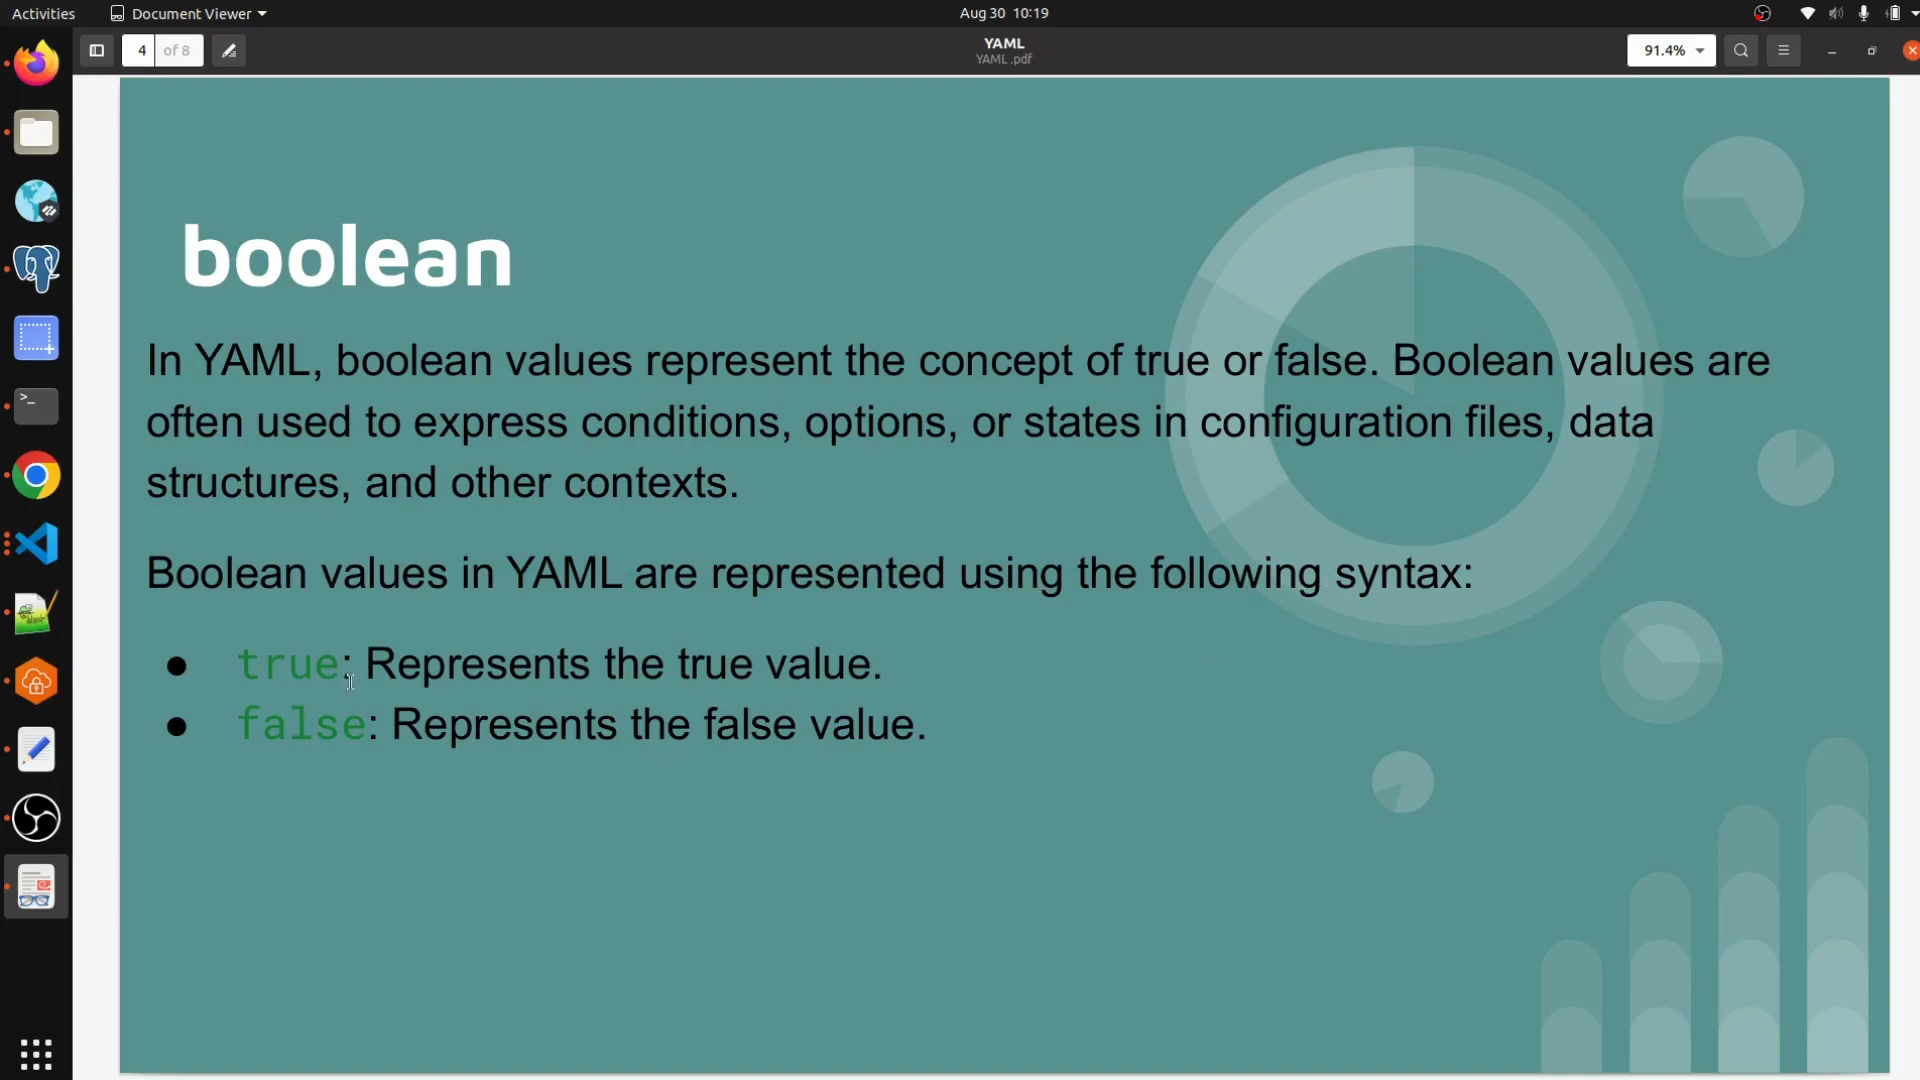 Activities
Document Viewer
Aug 30 10:19
4 of 8
YAML
YAML .pdf
91.4%
boolean
In YAML, boolean values represent the concept of true or false. Boolean values are
often used to express conditions, options, or states in configuration files, data
structures, and other contexts.
Boolean values in YAML are represented using the following syntax:
● true: Represents the true value.
● false: Represents the false value.